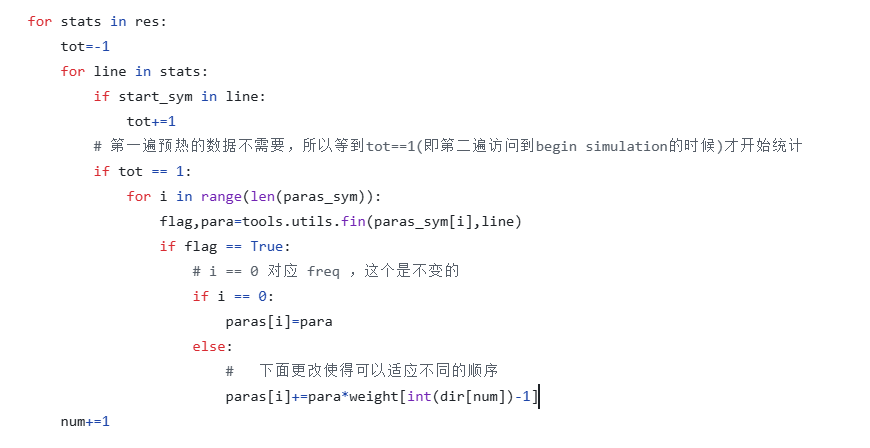 for stats in res:
    tot=-1
    for line in stats:
        if start_sym in line:
            tot+=1
        # 第一遍预热的数据不需要，所以等到tot==1(即第二遍访问到begin simulation的时候)才开始统计
        if tot == 1:
            for i in range(len(paras_sym)):
                flag,para=tools.utils.fin(paras_sym[i],line)
                if flag == True:
                    # i == 0 对应 freq ，这个是不变的
                    if i == 0:
                        paras[i]=para
                    else:
                        #   下面更改使得可以适应不同的顺序
                        paras[i]+=para*weight[int(dir[num])-1]
    num+=1